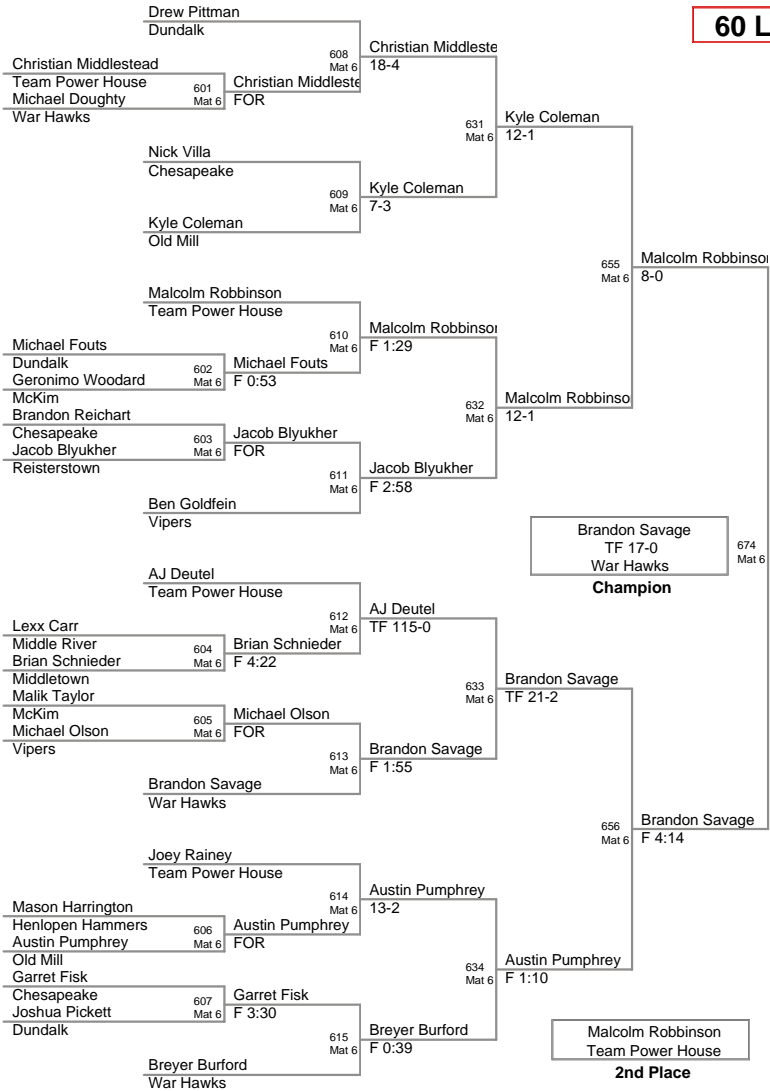 60 L
Drew Pittman
Dundalk
608
Mat 6
Christian Middleste
18-4
Christian Middlestead
Team Power House
601
Mat 6
Christian Middleste
FOR
Michael Doughty
War Hawks
631
Mat 6
Kyle Coleman
12-1
Nick Villa
Chesapeake
609
Mat 6
Kyle Coleman
7-3
Kyle Coleman
Old Mill
655
Mat 6
Malcolm Robbinson
8-0
Malcolm Robbinson
Team Power House
610
Mat 6
Malcolm Robbinson
F 1:29
Michael Fouts
Dundalk
602
Mat 6
Michael Fouts
F 0:53
Geronimo Woodard
McKim
632
Mat 6
Malcolm Robbinso
12-1
Brandon Reichart
Chesapeake
603
Mat 6
Jacob Blyukher
FOR
Jacob Blyukher
Reisterstown
611
Mat 6
Jacob Blyukher
F 2:58
Ben Goldfein
Vipers
Brandon Savage
TF 17-0
War Hawks
Champion
674
Mat 6
AJ Deutel
Team Power House
612
Mat 6
AJ Deutel
TF 115-0
Lexx Carr
Middle River
604
Mat 6
Brian Schnieder
F 4:22
Brian Schnieder
Middletown
633
Mat 6
Brandon Savage
TF 21-2
Malik Taylor
McKim
605
Mat 6
Michael Olson
FOR
Michael Olson
Vipers
613
Mat 6
Brandon Savage
F 1:55
Brandon Savage
War Hawks
656
Mat 6
Brandon Savage
F 4:14
Joey Rainey
Team Power House
614
Mat 6
Austin Pumphrey
13-2
Mason Harrington
Henlopen Hammers
606
Mat 6
Austin Pumphrey
FOR
Austin Pumphrey
Old Mill
634
Mat 6
Austin Pumphrey
F 1:10
Garret Fisk
Chesapeake
607
Mat 6
Garret Fisk
F 3:30
Joshua Pickett
Dundalk
615
Mat 6
Breyer Burford
F 0:39
Breyer Burford
War Hawks
Malcolm Robbinson
Team Power House
2nd Place